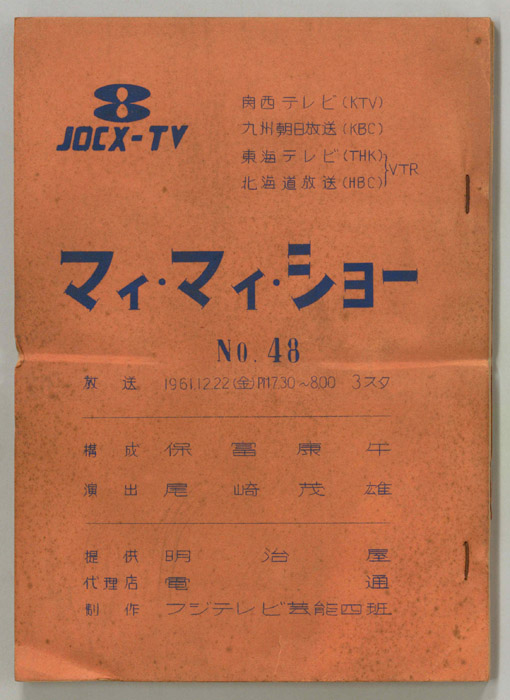 8
JOCX-TV
関西テレビ(KTV)
九州朝日放送(KBC)
東海テレビ(THK)
北海道放送(HBC)
}VTR
マイ・マイ・ショー
NO. 48
放送 1961.12.22(金)PM7.30~8.00 3スタ
構成 保富康午
演出 尾崎茂雄
提供 明治屋
代理店 電通
制作 フジテレビ芸能四班